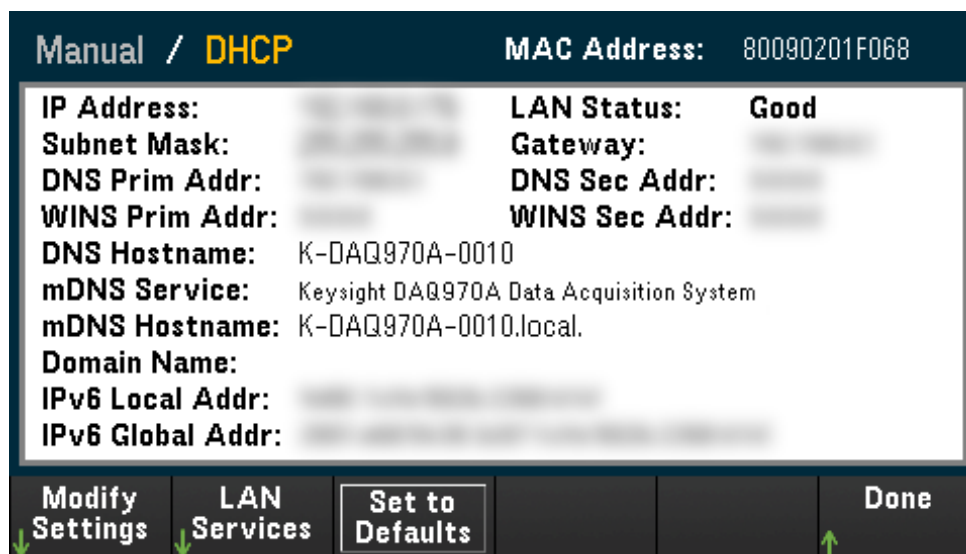 Manual / DHCP MAC Address: 80090201F068
IP Address: LAN Status: Good
Subnet Mask: Gateway:
DNS Prim Addr: DNS Sec Addr:
WINS Prim Addr: WINS Sec Addr:
DNS Hostname: K-DAQ970A-0010
mDNS Service: Keysight DAQ970A Data Acquisition System
mDNS Hostname: K-DAQ970A-0010.local.
Domain Name:
IPv6 Local Addr:
IPv6 Global Addr:
Modify LAN Set to Done
Settings Services Defaults